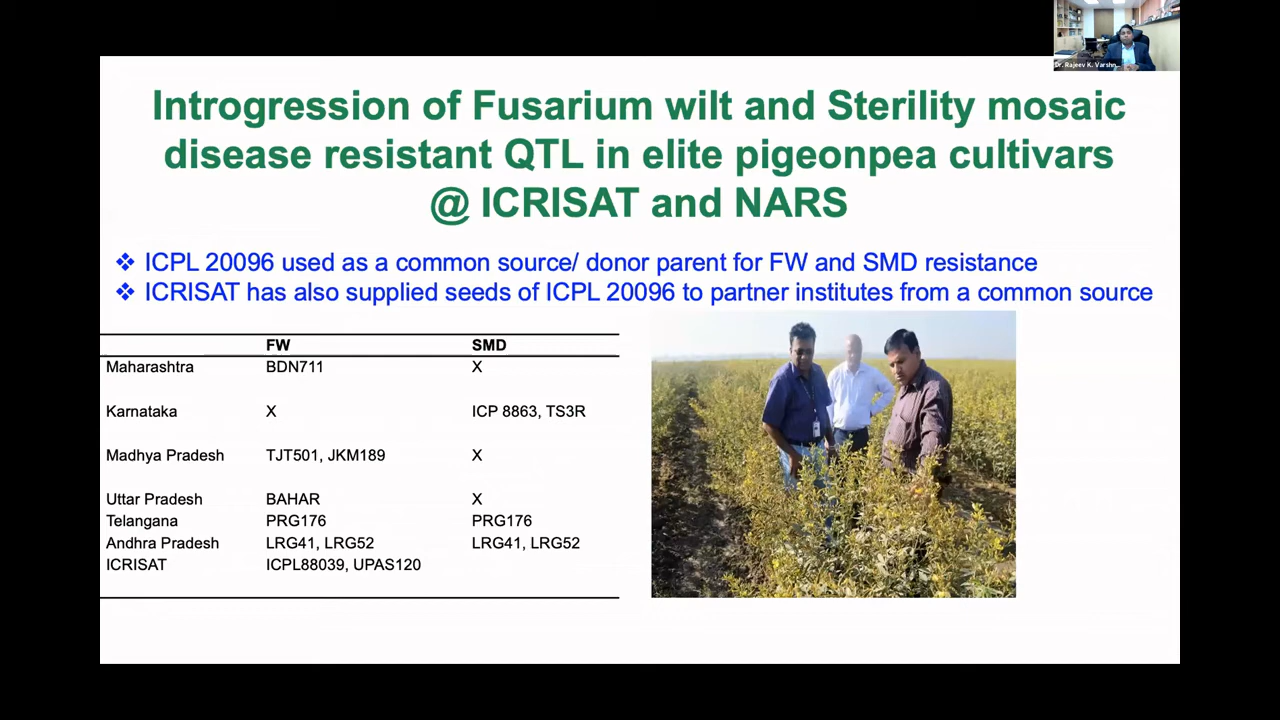 Dr. Rajeev K. Varshn...
Introgression of Fusarium wilt and Sterility mosaic
disease resistant QTL in elite pigeonpea cultivars
@ ICRISAT and NARS
❖ ICPL 20096 used as a common source/ donor parent for FW and SMD resistance
❖ ICRISAT has also supplied seeds of ICPL 20096 to partner institutes from a common source
FW SMD
Maharashtra BDN711 X
Karnataka X ICP 8863, TS3R
Madhya Pradesh TJT501, JKM189 X
Uttar Pradesh BAHAR X
Telangana PRG176 PRG176
Andhra Pradesh LRG41, LRG52 LRG41, LRG52
ICRISAT ICPL88039, UPAS120